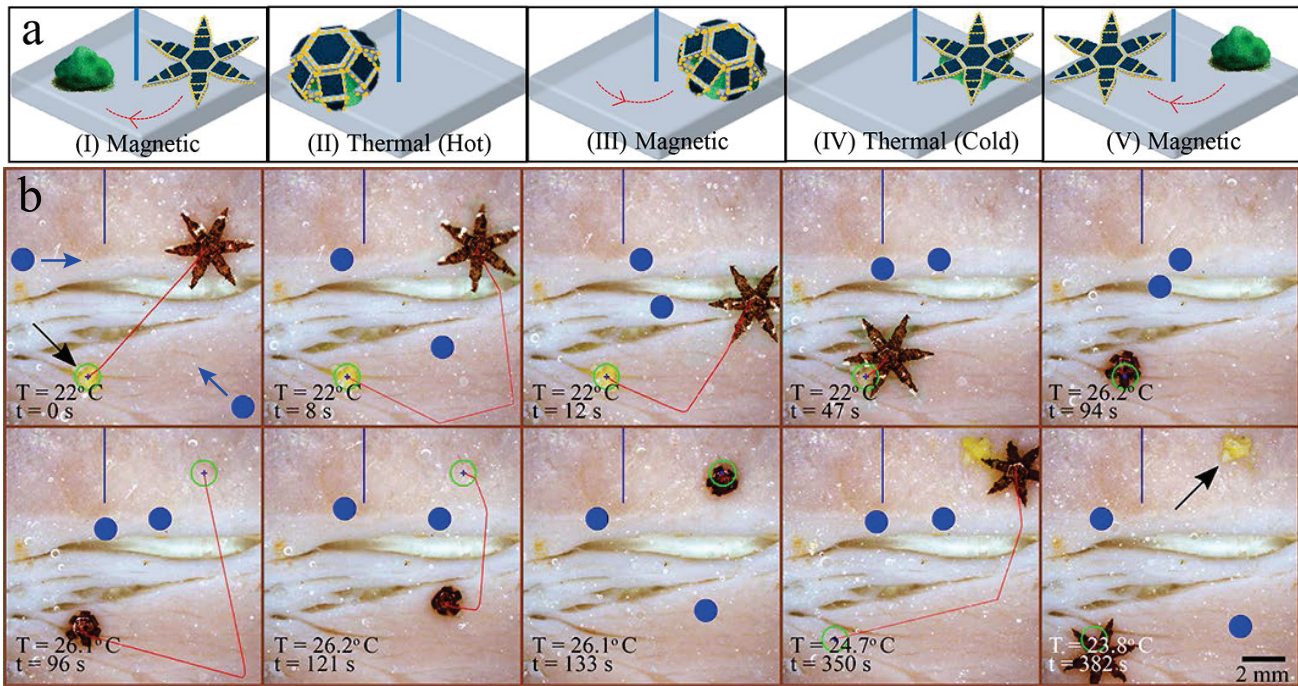 a
(I) Magnetic
(II) Thermal (Hot)
(III) Magnetic
(IV) Thermal (Cold)
(V) Magnetic
b
T = 22° C
t = 0 s
T = 22° C
t = 8 s
T = 22° C
t = 12 s
T = 22° C
t = 47 s
T = 26.2° C
t = 94 s
T = 26.1° C
t = 96 s
T = 26.2° C
t = 121 s
T = 26.1° C
t = 133 s
T = 24.7° C
t = 350 s
T = 23.8° C
t = 382 s
2 mm